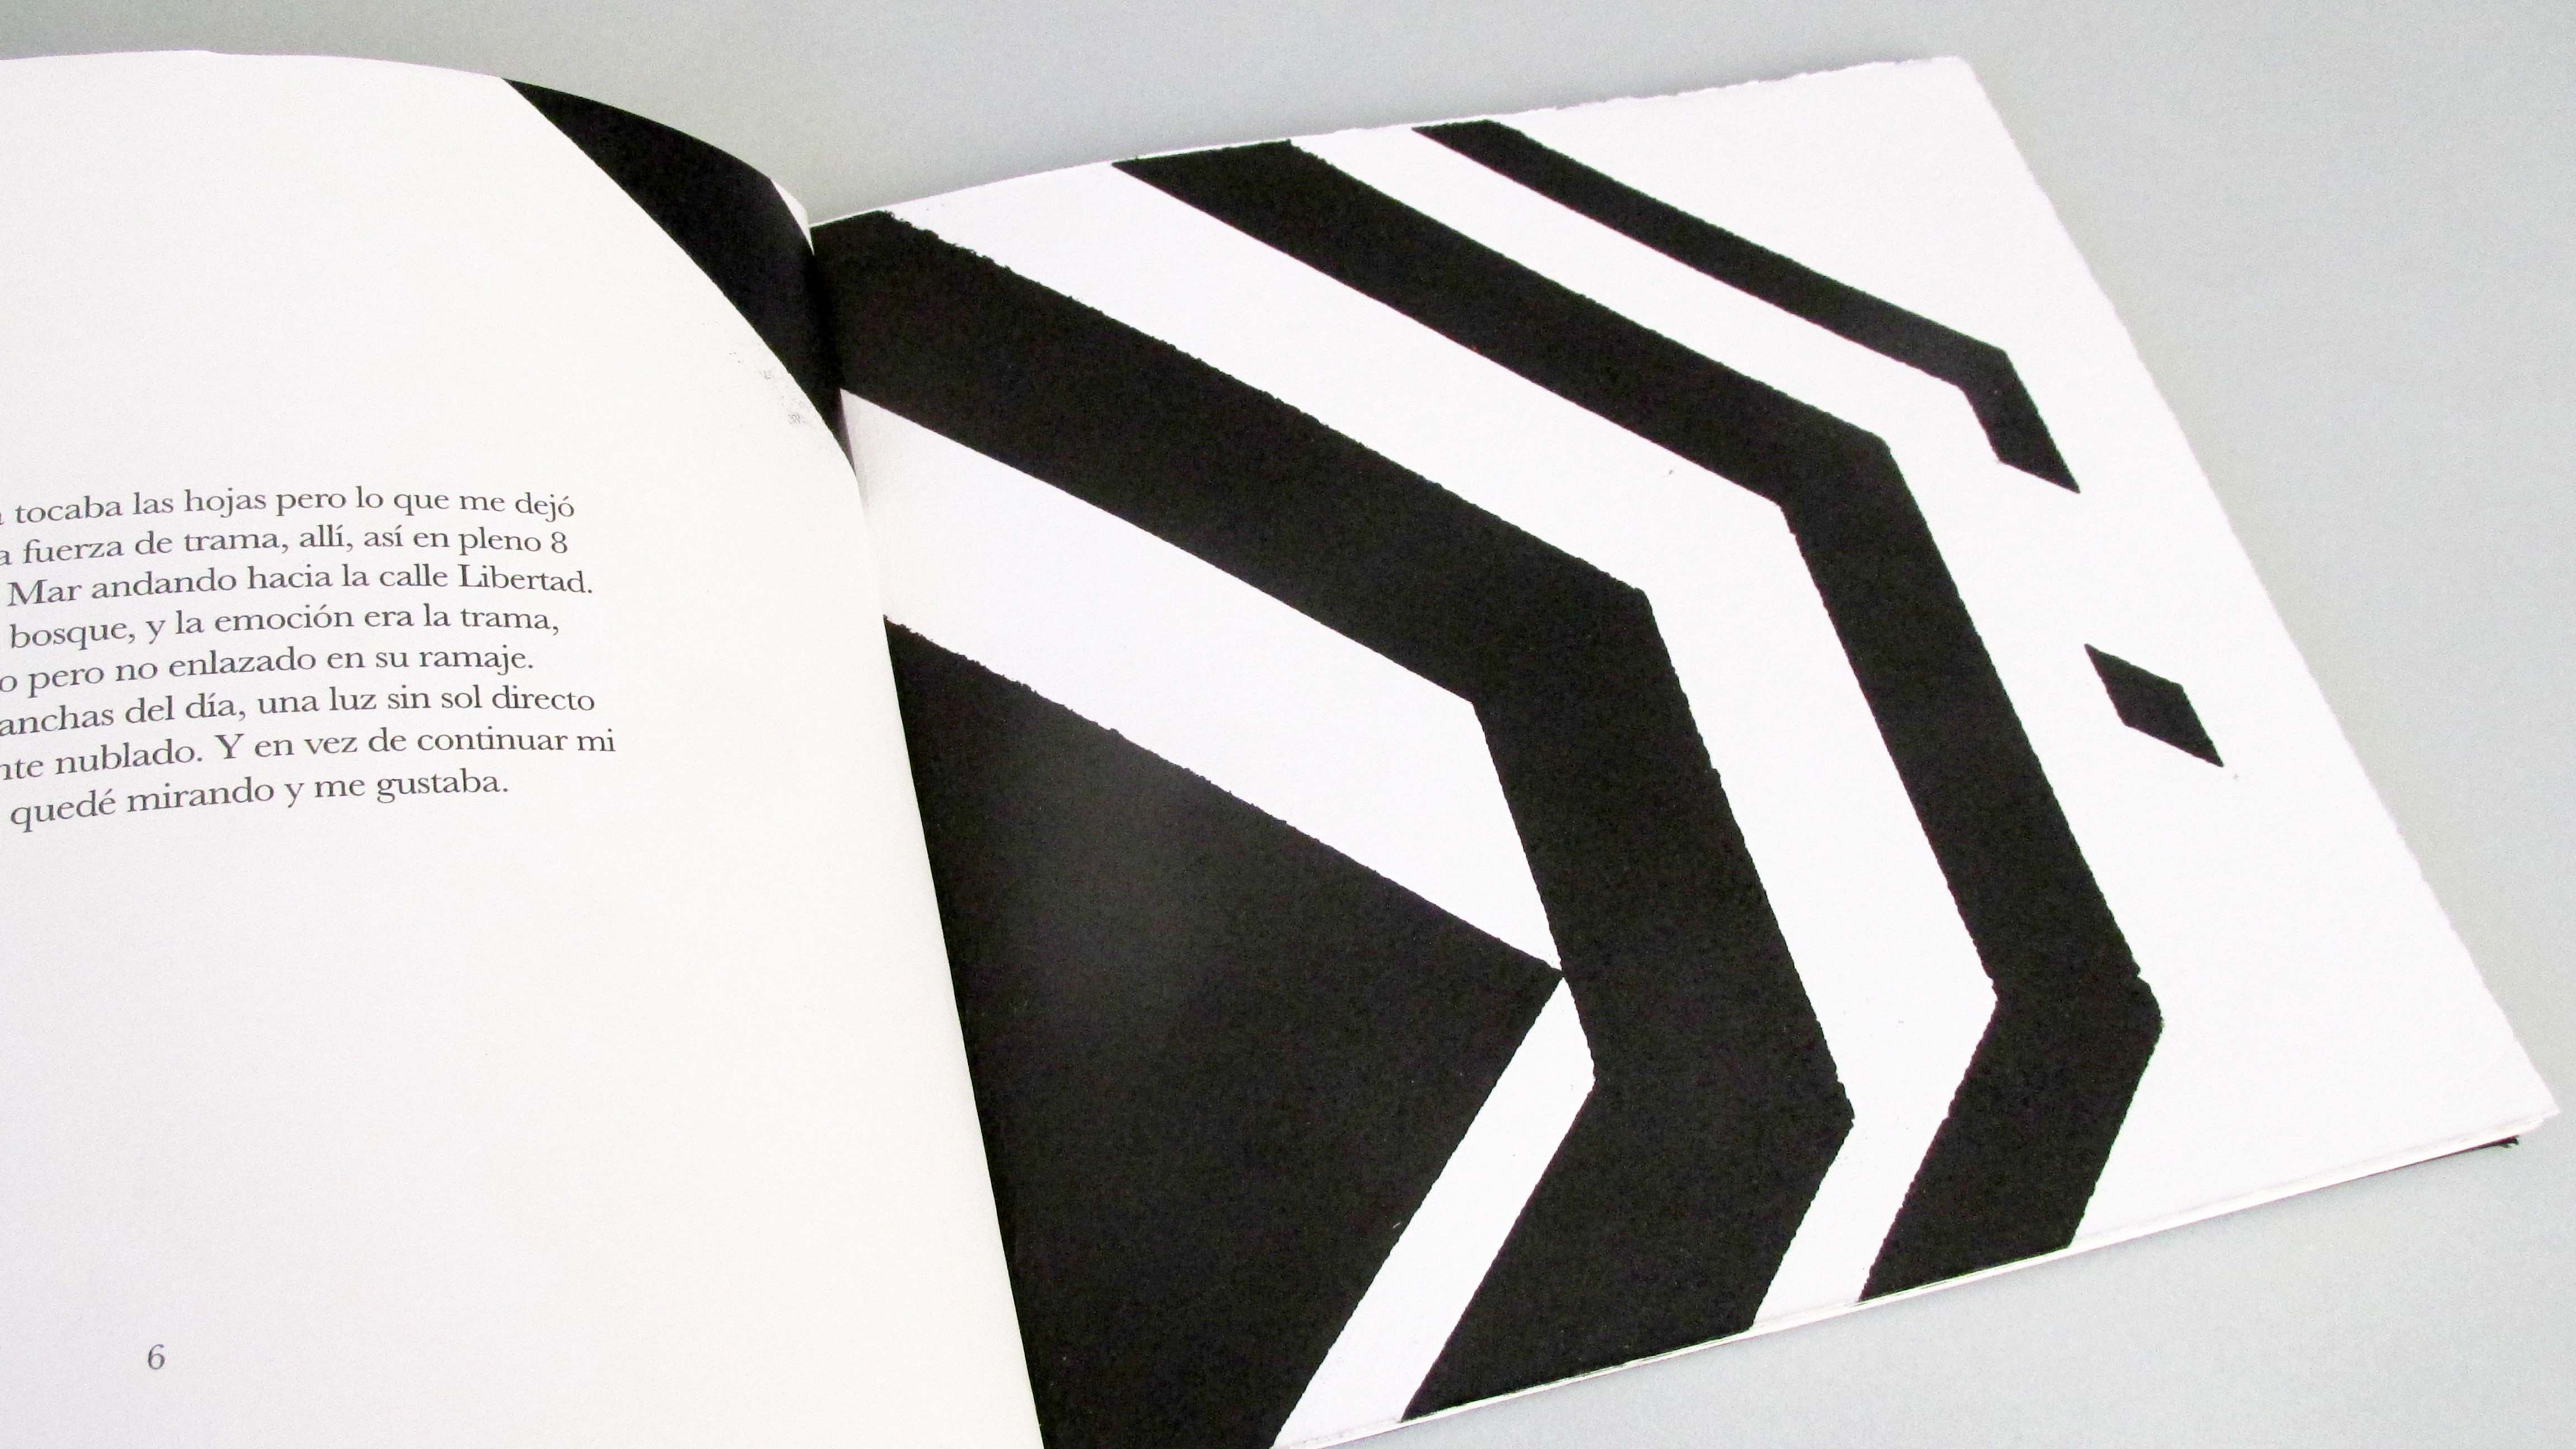 tocaba las hojas pero lo que me dejó
a fuerza de trama, allí, así en pleno 8
Mar andando hacia la calle Libertad.
bosque, y la emoción era la trama,
o pero no enlazado en su ramaje.
anchas del día, una luz sin sol directo
nte nublado. Y en vez de continuar mi
quedé mirando y me gustaba.
6